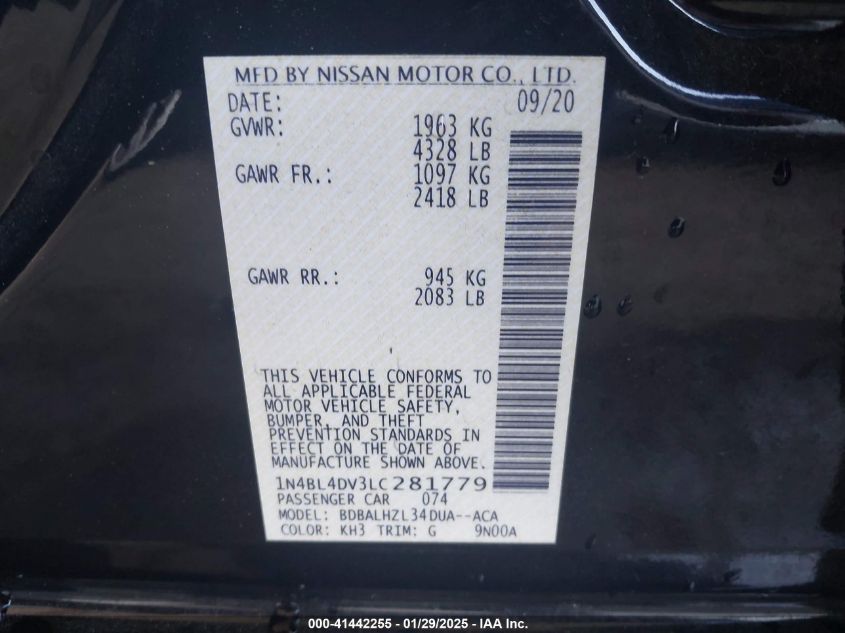 MFD BY NISSAN MOTOR CO., LTD.
DATE: 09/20
GVWR: 1963 KG
4328 LB
GAWR FR.: 1097 KG
2418 LB
GAWR RR.: 945 KG
2083 LB
THIS VEHICLE CONFORMS TO
ALL APPLICABLE FEDERAL
MOTOR VEHICLE SAFETY,
BUMPER, AND THEFT
PREVENTION STANDARDS IN
EFFECT ON THE DATE OF
MANUFACTURE SHOWN ABOVE.
1N4BL4DV3LC281779
PASSENGER CAR 074
MODEL: BDBALHZL34DUA--ACA
COLOR: KH3 TRIM: G 9N00A
000-41442255 - 01/29/2025 - IAA Inc.